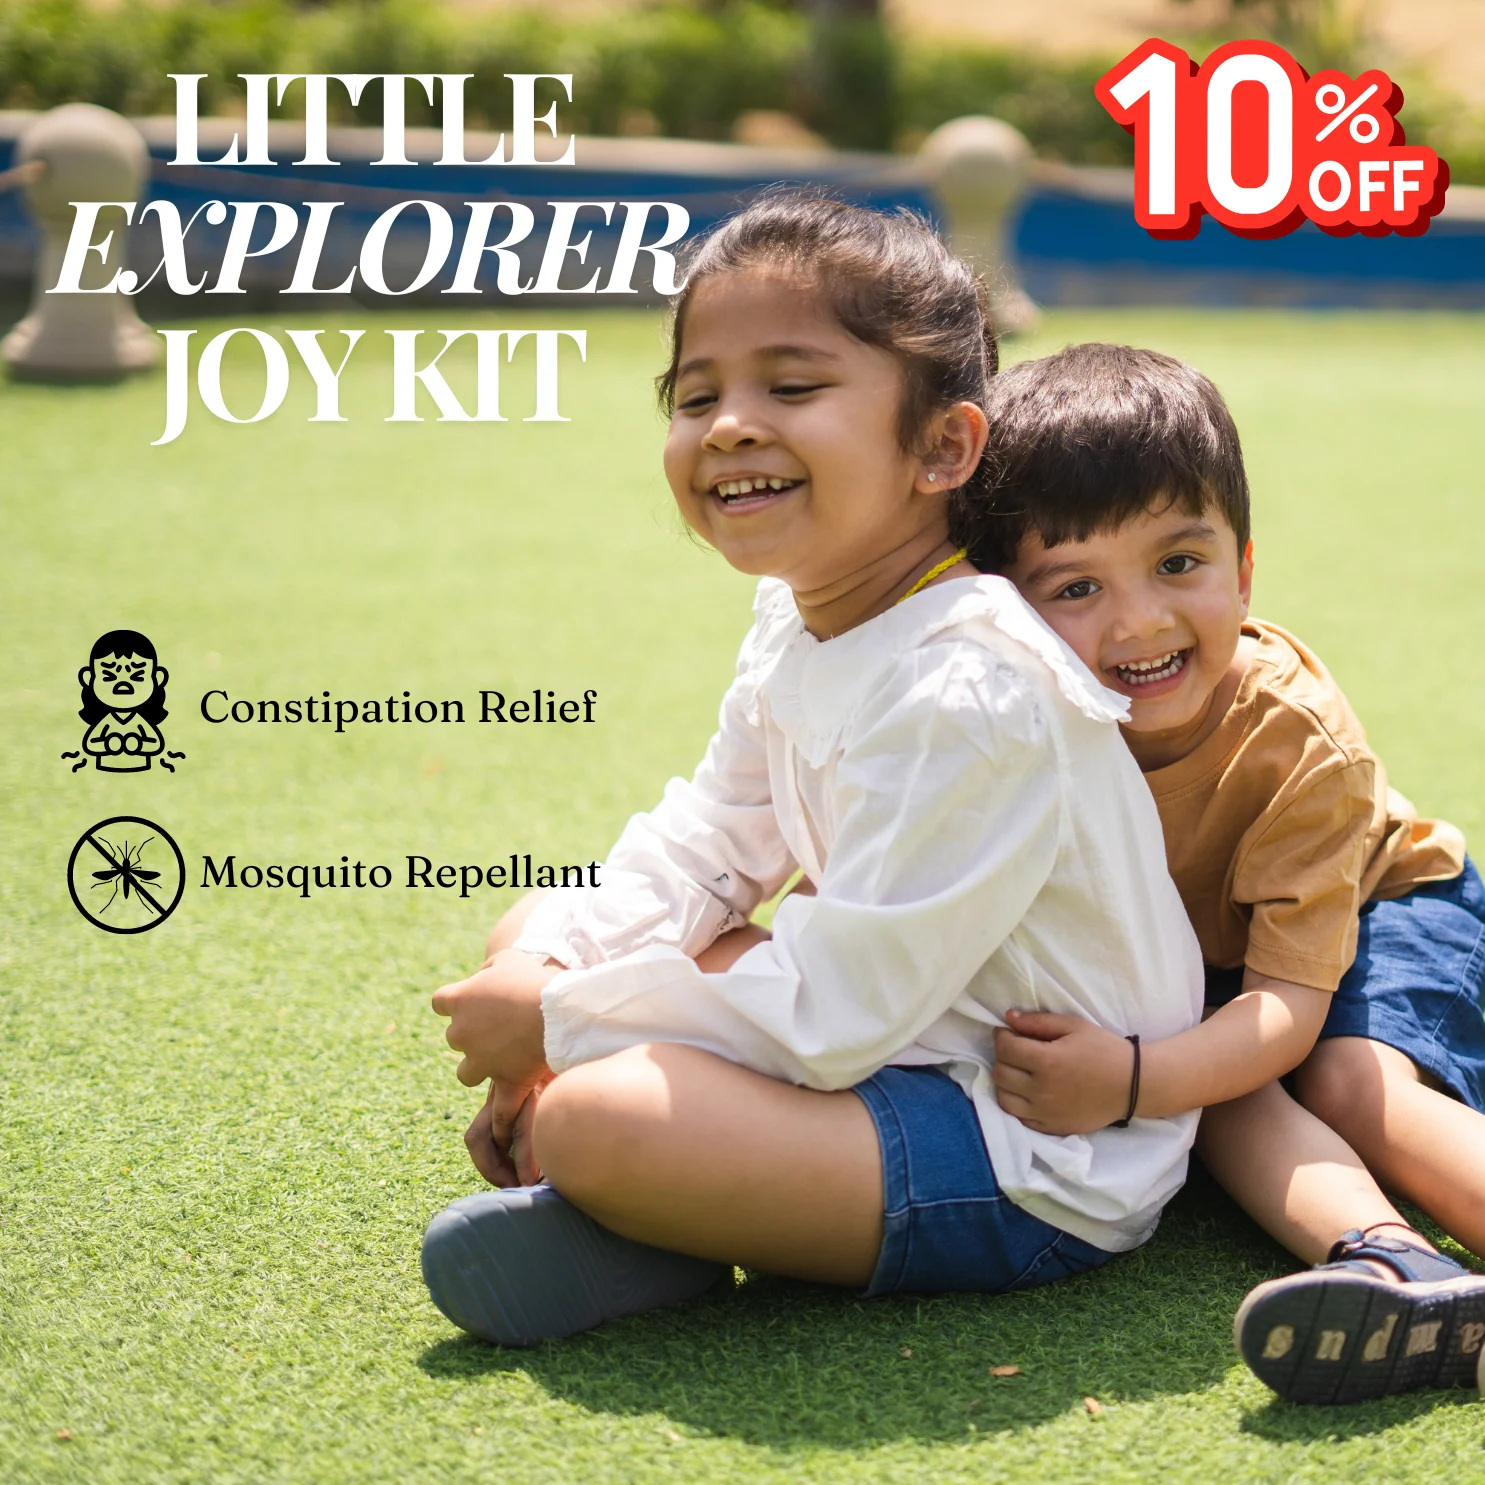 LITTLE
EXPLORER
JOY KIT
10%
OFF
Constipation Relief
Mosquito Repellant